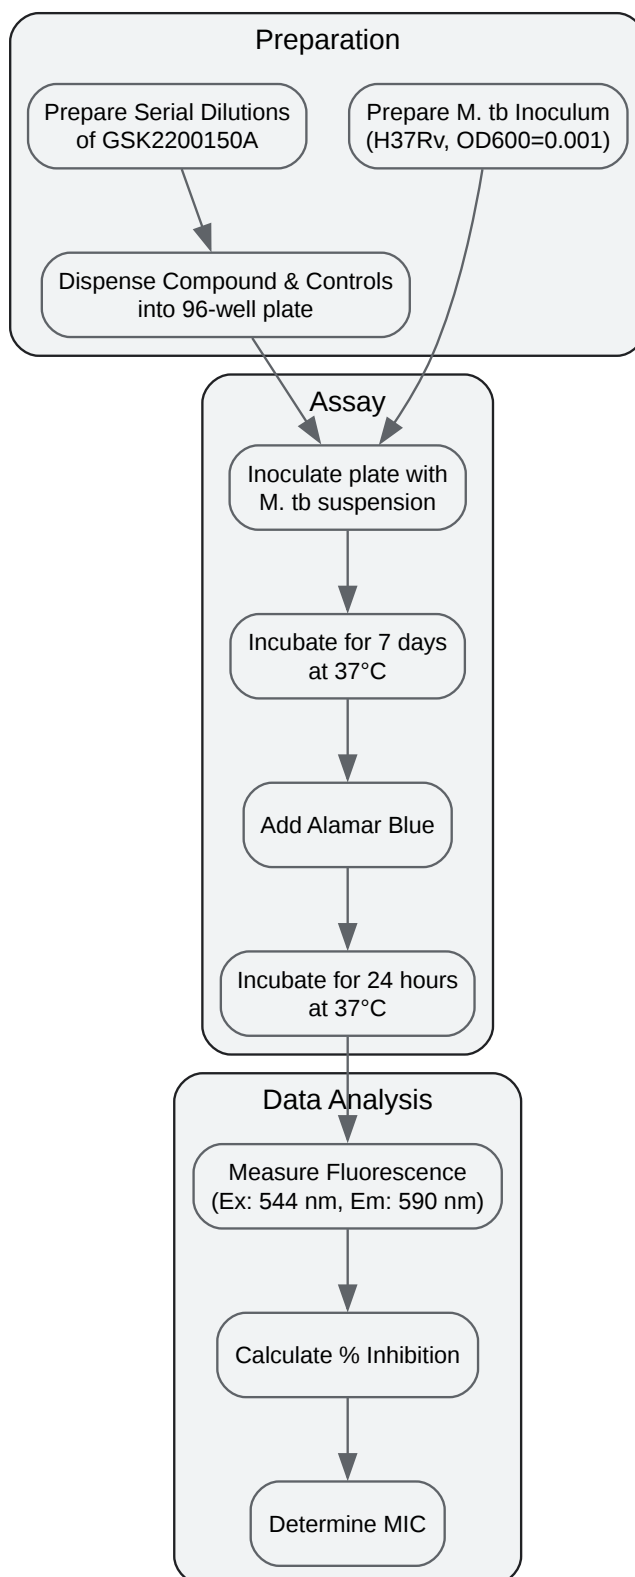 Preparation
Prepare Serial Dilutions
of GSK2200150A
Prepare M. tb Inoculum
(H37Rv, OD600=0.001)
Dispense Compound & Controls
into 96-well plate
Assay
Inoculate plate with
M. tb suspension
Incubate for 7 days
at 37°C
Add Alamar Blue
Incubate for 24 hours
at 37°C
Data Analysis
Measure Fluorescence
(Ex: 544 nm, Em: 590 nm)
Calculate % Inhibition
Determine MIC